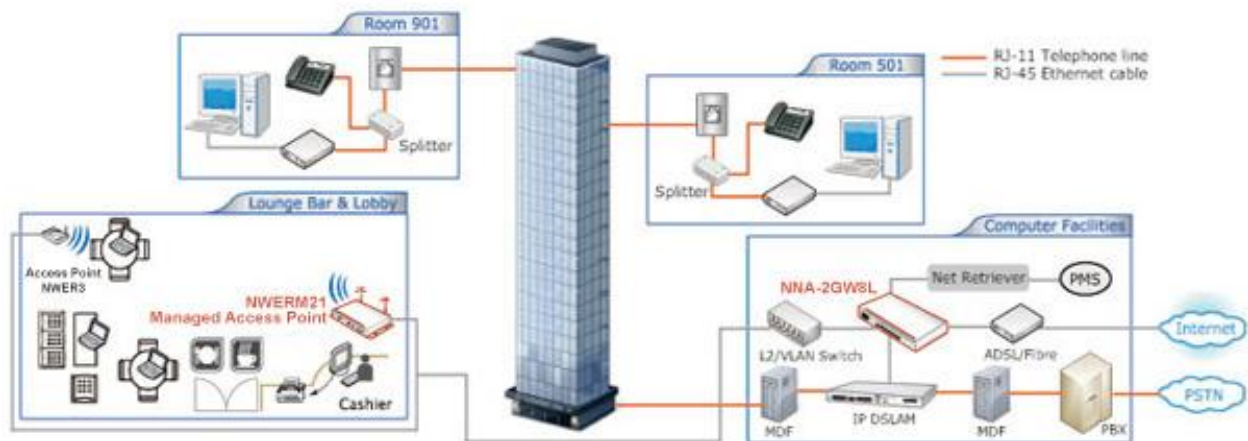 Room 901
Splitter
RJ-11 Telephone line
RJ-45 Ethernet cable
Room 501
Splitter
Lounge Bar & Lobby
Access Point
NWER3
NWERM21
Managed Access Point
Cashier
Computer Facilities
NNA-2GW8L
Net Retriever
PMS
L2/VLAN Switch
ADSL/Fibre
Internet
MDF
IP DSLAM
MDF
PBX
PSTN